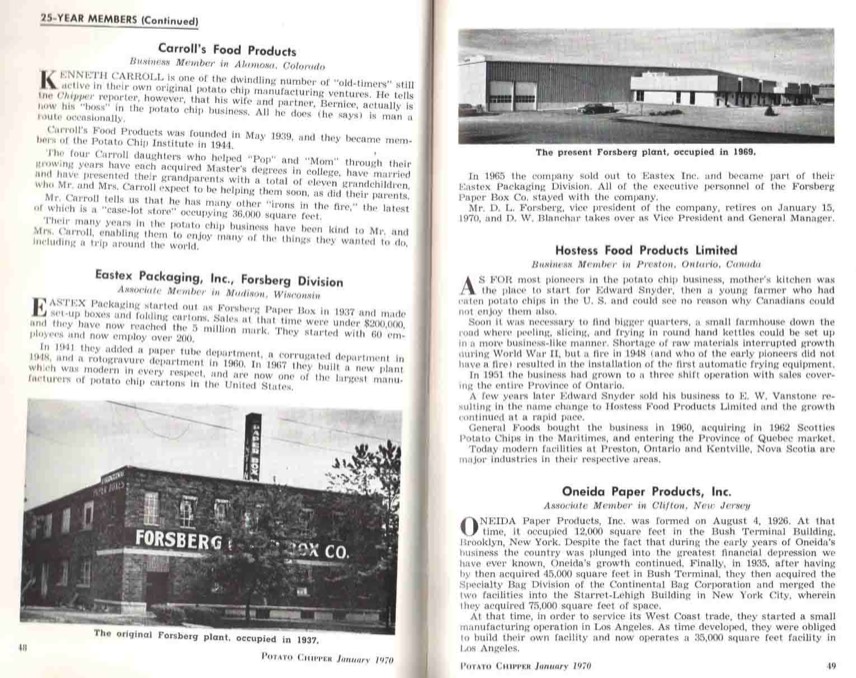 25-YEAR MEMBERS (Continued)
Carroll's Food Products
Business Member in Alamosa, Colorado
KENNETH CARROLL is one of the dwindling number of "old-timers" still
active in their own original potato chip manufacturing ventures. He tells
the Chipper reporter, however, that his wife and partner, Bernice, actually is
now his "boss" in the potato chip business. All he does (he says) is man a
route occasionally.
Carroll's Food Products was founded in May 1939, and they became mem-
bers of the Potato Chip Institute in 1944.
The four Carroll daughters who helped "Pop" and "Mom" through their
growing years have each acquired Master's degrees in college, have married
and have presented their grandparents with a total of eleven grandchildren,
who Mr. and Mrs. Carroll expect to be helping them soon, as did their parents.
Mr. Carroll tells us that he has many other "irons in the fire," the latest
of which is a "case-lot store" occupying 36,000 square feet.
Their many years in the potato chip business have been kind to Mr. and
Mrs. Carroll, enabling them to enjoy many of the things they wanted to do,
including a trip around the world.
Eastex Packaging, Inc., Forsberg Division
Associate Member in Madison, Wisconsin
EASTEX Packaging started out as Forsberg Paper Box in 1937 and made
set-up boxes and folding cartons. Sales at that time were under $200,000,
and they have now reached the 5 million mark. They started with 60 em-
ployees and now employ over 200.
In 1941 they added a paper tube department, a corrugated department in
1948, and a rotogravure department in 1960. In 1967 they built a new plant
which was modern in every respect, and are now one of the largest manu-
facturers of potato chip cartons in the United States.
PAPER BOX
FORSBERG
OX CO.
The original Forsberg plant, occupied in 1937.
48
POTATO CHIPPER January 1970
The present Forsberg plant, occupied in 1969.
In 1965 the company sold out to Eastex Inc. and became part of their
Eastex Packaging Division. All of the executive personnel of the Forsberg
Paper Box Co. stayed with the company.
Mr. D. L. Forsberg, vice president of the company, retires on January 15,
1970, and D. W. Blanchar takes over as Vice President and General Manager.
Hostess Food Products Limited
Business Member in Preston, Ontario, Canada
AS FOR most pioneers in the potato chip business, mother's kitchen was
the place to start for Edward Snyder, then a young farmer who had
eaten potato chips in the U. S. and could see no reason why Canadians could
not enjoy them also.
Soon it was necessary to find bigger quarters, a small farmhouse down the
road where peeling, slicing, and frying in round hand kettles could be set up
in a more business-like manner. Shortage of raw materials interrupted growth
during World War II, but a fire in 1948 (and who of the early pioneers did not
have a fire) resulted in the installation of the first automatic frying equipment.
In 1951 the business had grown to a three shift operation with sales cover-
ing the entire Province of Ontario.
A few years later Edward Snyder sold his business to E. W. Vanstone re-
sulting in the name change to Hostess Food Products Limited and the growth
continued at a rapid pace.
General Foods bought the business in 1960, acquiring in 1962 Scotties
Potato Chips in the Maritimes, and entering the Province of Quebec market.
Today modern facilities at Preston, Ontario and Kentville, Nova Scotia are
major industries in their respective areas.
Oneida Paper Products, Inc.
Associate Member in Clifton, New Jersey
ONEIDA Paper Products, Inc. was formed on August 4, 1926. At that
time, it occupied 12,000 square feet in the Bush Terminal Building,
Brooklyn, New York. Despite the fact that during the early years of Oneida's
business the country was plunged into the greatest financial depression we
have ever known, Oneida's growth continued. Finally, in 1935, after having
by then acquired 45,000 square feet in Bush Terminal, they then acquired the
Specialty Bag Division of the Continental Bag Corporation and merged the
two facilities into the Starret-Lehigh Building in New York City, wherein
they acquired 75,000 square feet of space.
At that time, in order to service its West Coast trade, they started a small
manufacturing operation in Los Angeles. As time developed, they were obliged
to build their own facility and now operates a 35,000 square feet facility in
Los Angeles.
POTATO CHIPPER January 1970
49